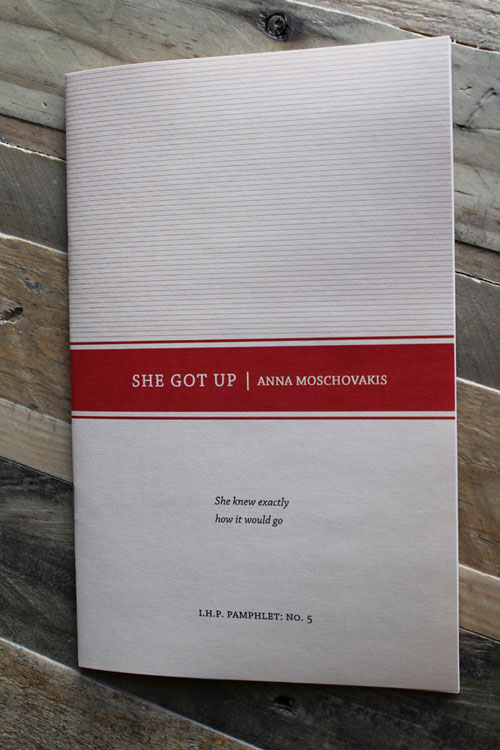 SHE GOT UP | ANNA MOSCHOVAKIS
She knew exactly
how it would go
I.H.P. PAMPHLET: NO. 5